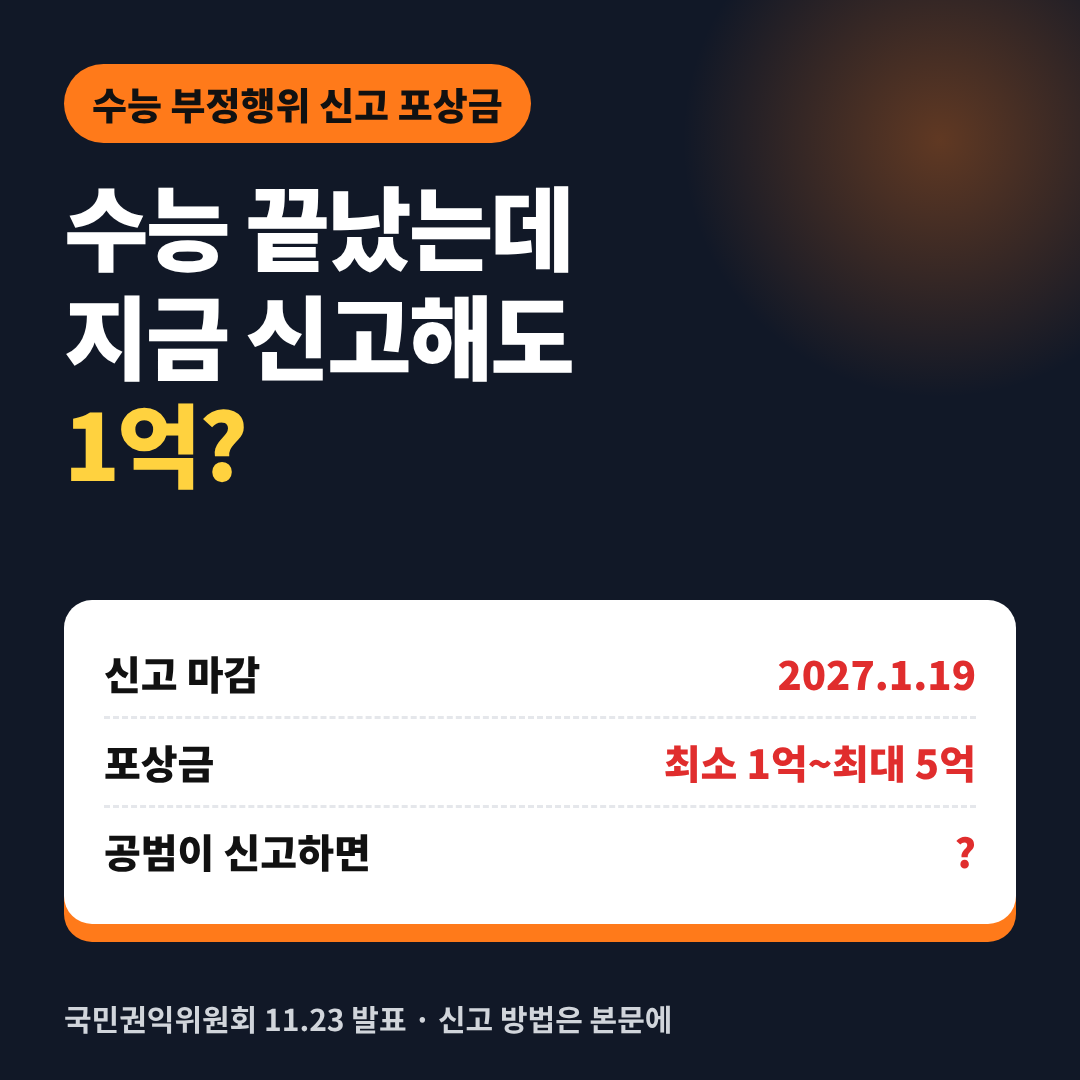 수능 부정행위 신고 포상금
수능 끝났는데
지금 신고해도
1억?
신고 마감 2027.1.19
포상금 최소 1억~최대 5억
공범이 신고하면 ?
국민권익위원회 11.23 발표 · 신고 방법은 본문에